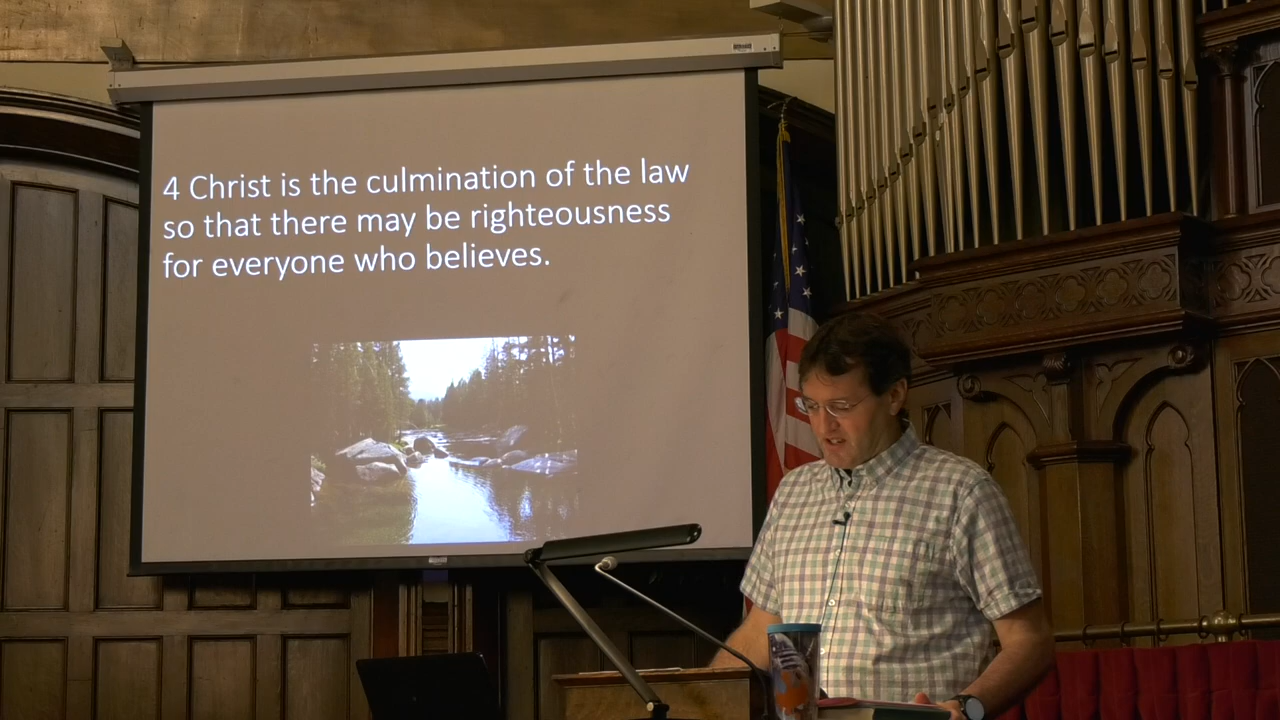 4 Christ is the culmination of the law
so that there may be righteousness
for everyone who believes.